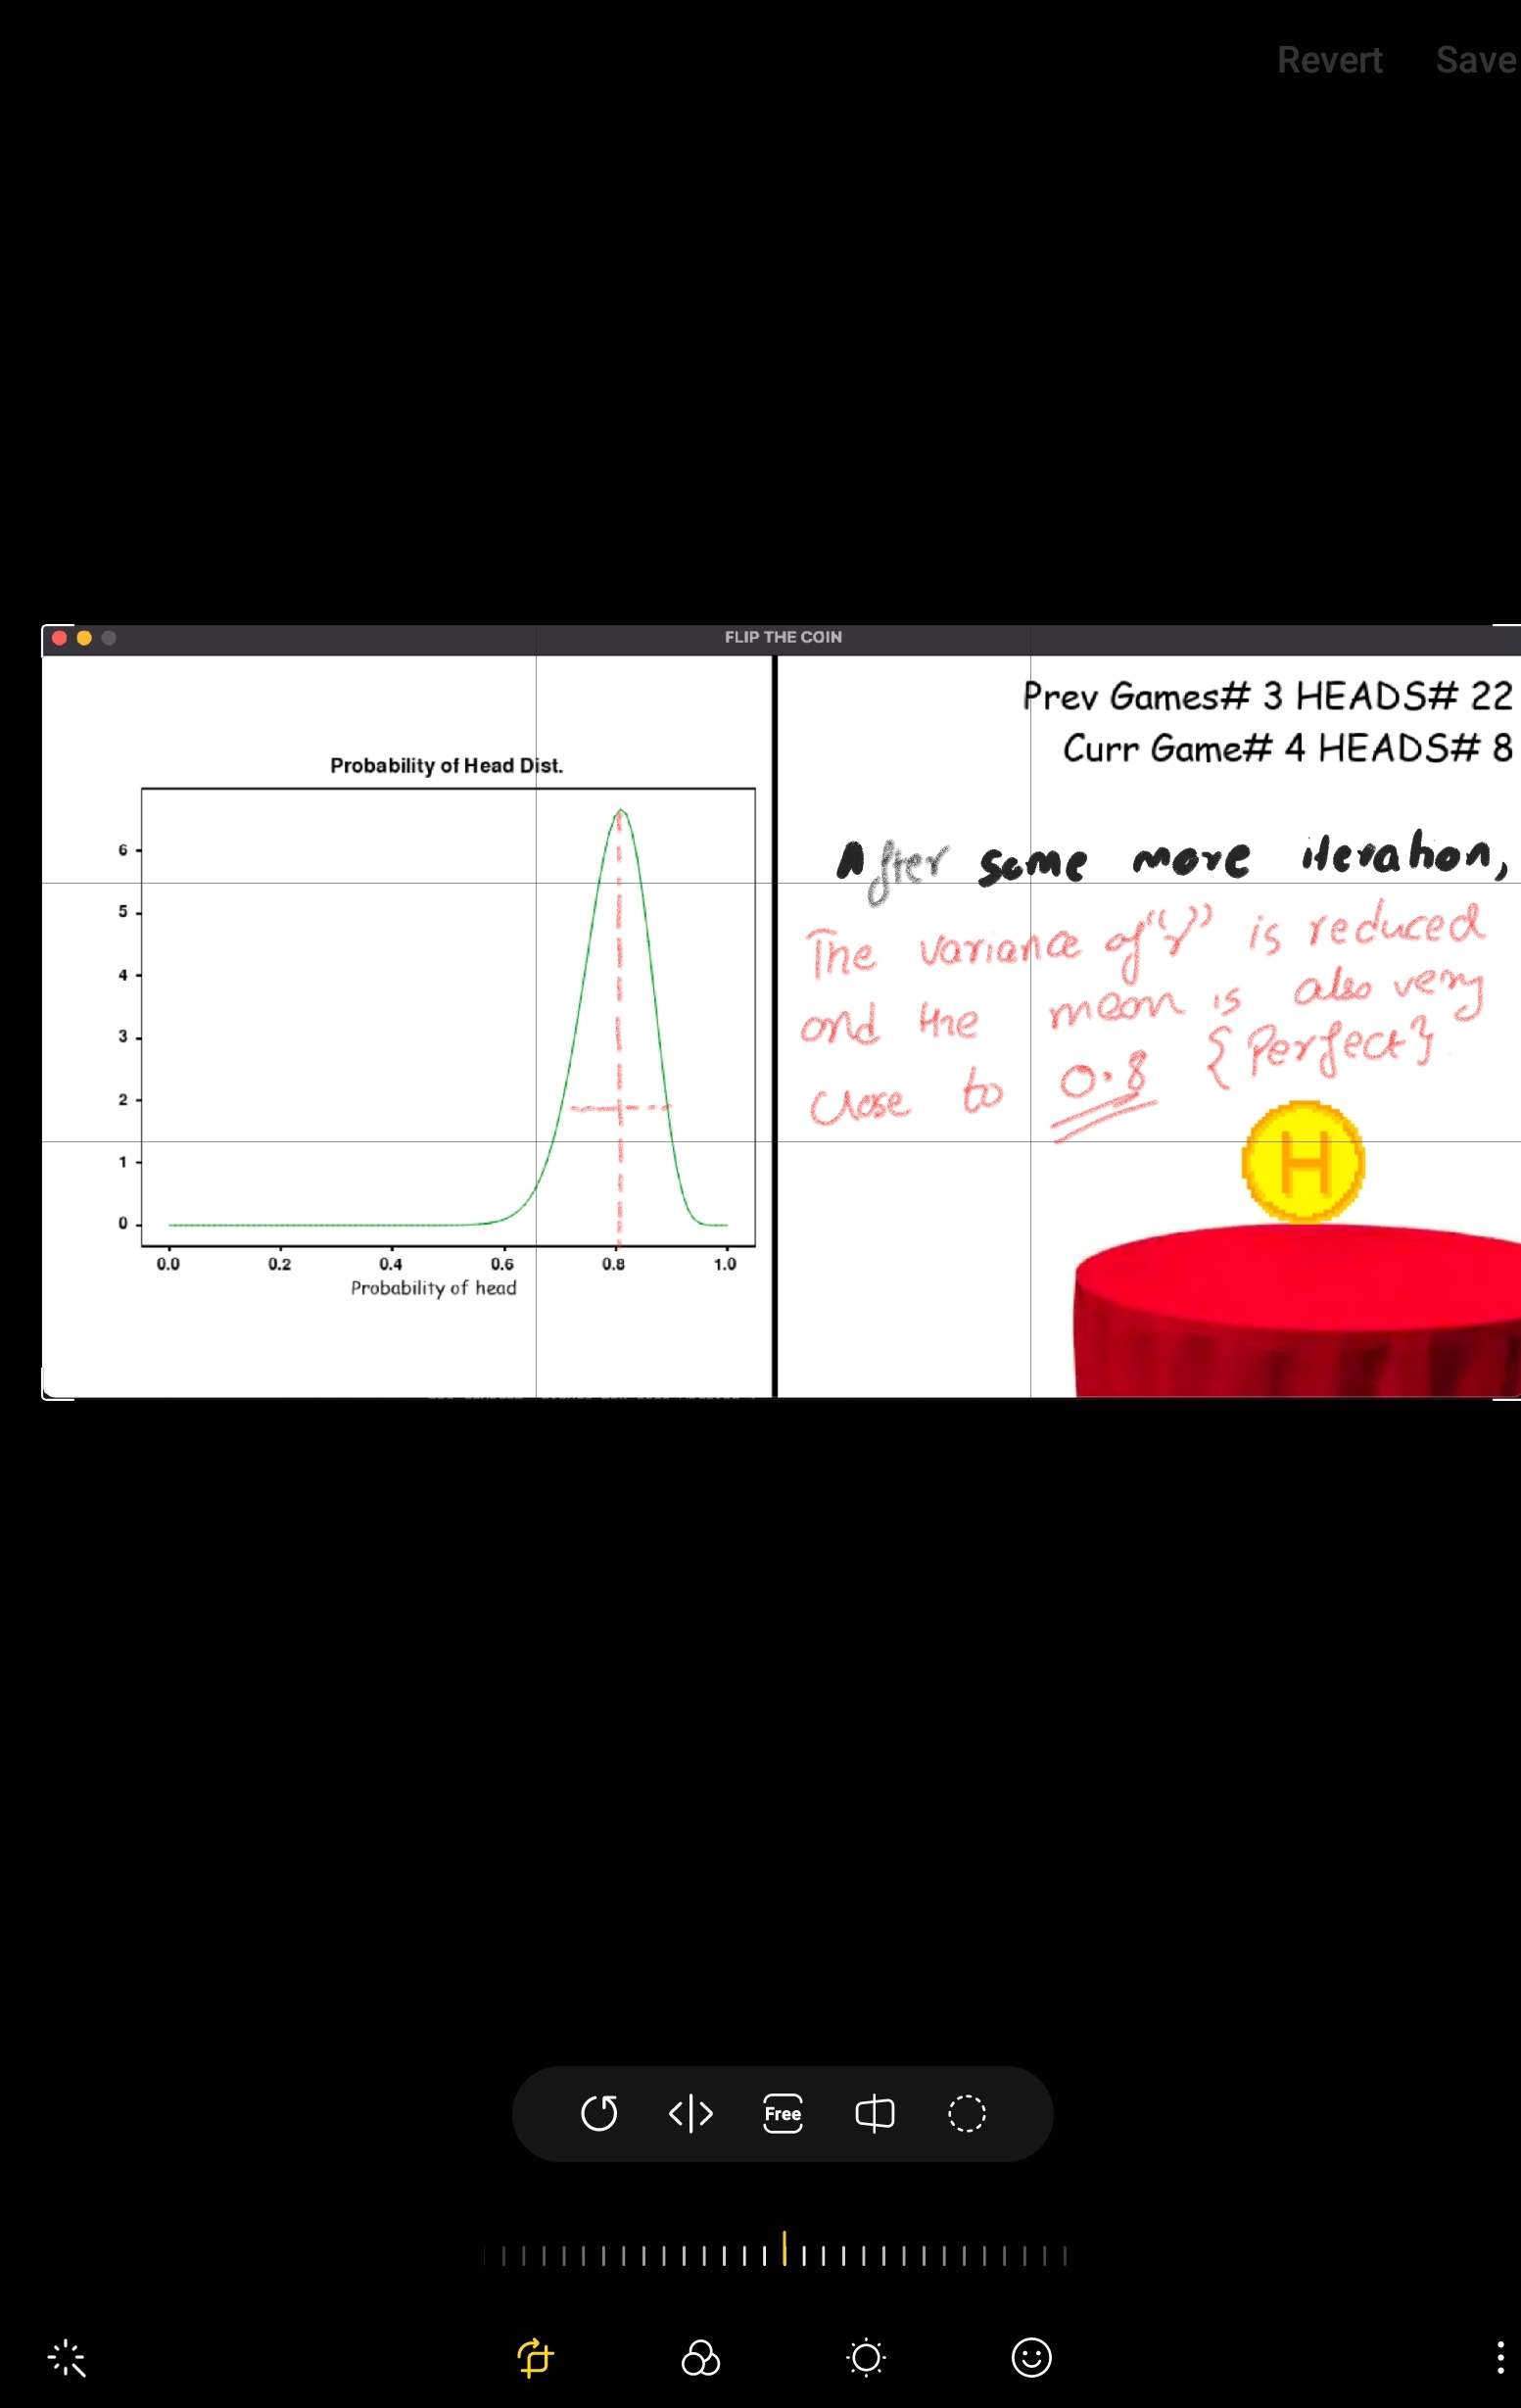 Revert Save
FLIP THE COIN
Prev Games# 3 HEADS# 22
Curr Game# 4 HEADS# 8
Probability of Head Dist.
6
5
4
3
2
1
0
0.0 0.2 0.4 0.6 0.8 1.0
Probability of head
After some more iteration,
The variance of "r" is reduced
and the mean is also very
close to 0.8 {Perfect}
H
Free